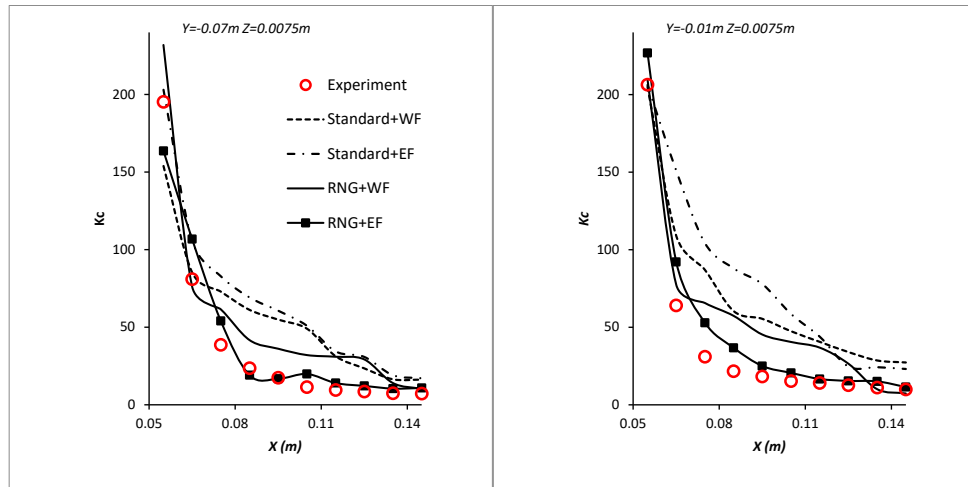 Y=-0.07m Z=0.0075m
200
150
100
50
0
Kc
Experiment
Standard+WF
Standard+EF
RNG+WF
RNG+EF
0.05
0.08
0.11
0.14
X (m)
Y=-0.01m Z=0.0075m
200
150
100
50
0
Kc
0.05
0.08
0.11
0.14
X (m)